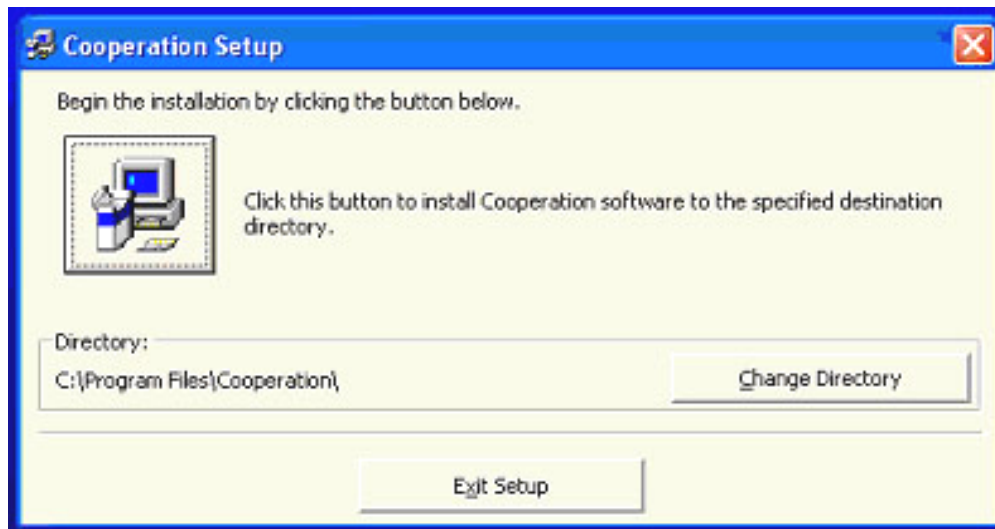 Cooperation Setup
Begin the installation by clicking the button below.
Click this button to install Cooperation software to the specified destination
directory.
Directory:
C:\Program Files\Cooperation\
Change Directory
Exit Setup